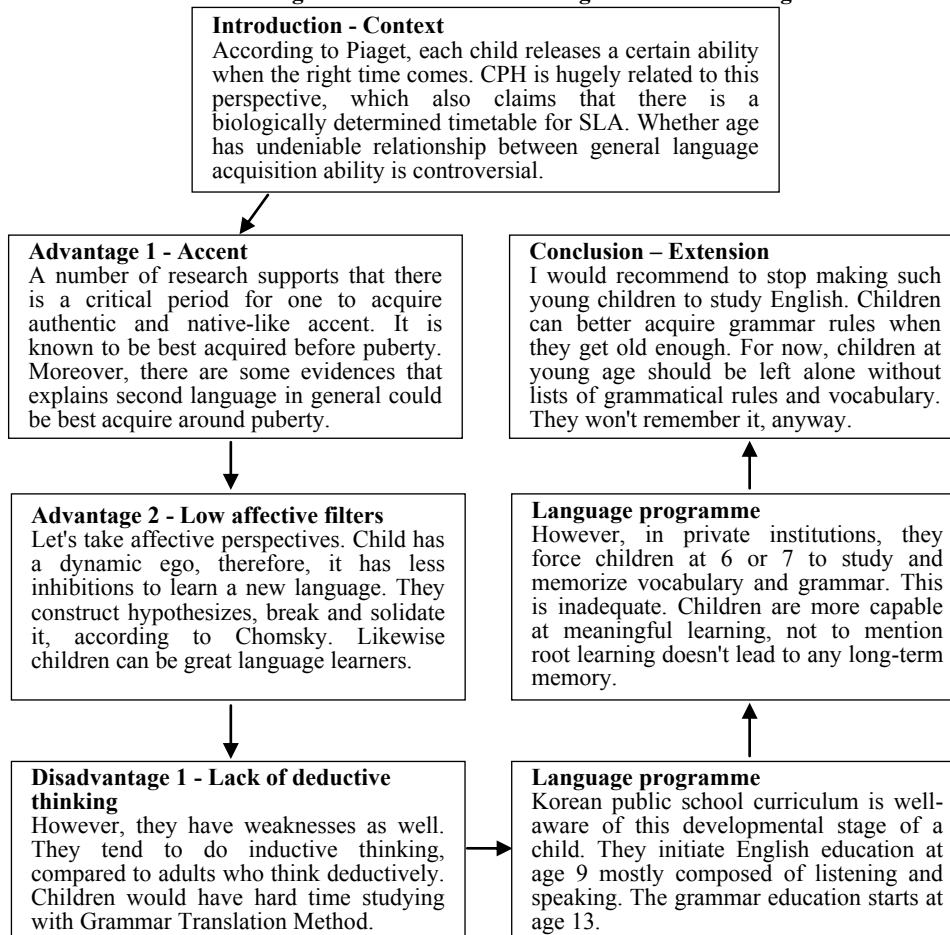 Introduction - Context
According to Piaget, each child releases a certain ability
when the right time comes. CPH is hugely related to this
perspective, which also claims that there is a
biologically determined timetable for SLA. Whether age
has undeniable relationship between general language
acquisition ability is controversial.
Advantage 1 - Accent
A number of research supports that there
is a critical period for one to acquire
authentic and native-like accent. It is
known to be best acquired before puberty.
Moreover, there are some evidences that
explains second language in general could
be best acquire around puberty.
Advantage 2 - Low affective filters
Let's take affective perspectives. Child has
a dynamic ego, therefore, it has less
inhibitions to learn a new language. They
construct hypothesizes, break and solidate
it, according to Chomsky. Likewise
children can be great language learners.
Disadvantage 1 - Lack of deductive
thinking
However, they have weaknesses as well.
They tend to do inductive thinking,
compared to adults who think deductively.
Children would have hard time studying
with Grammar Translation Method.
Language programme
Korean public school curriculum is well-
aware of this developmental stage of a
child. They initiate English education at
age 9 mostly composed of listening and
speaking. The grammar education starts at
age 13.
Language programme
However, in private institutions, they
force children at 6 or 7 to study and
memorize vocabulary and grammar. This
is inadequate. Children are more capable
at meaningful learning, not to mention
root learning doesn't lead to any long-term
memory.
Conclusion – Extension
I would recommend to stop making such
young children to study English. Children
can better acquire grammar rules when
they get old enough. For now, children at
young age should be left alone without
lists of grammatical rules and vocabulary.
They won't remember it, anyway.